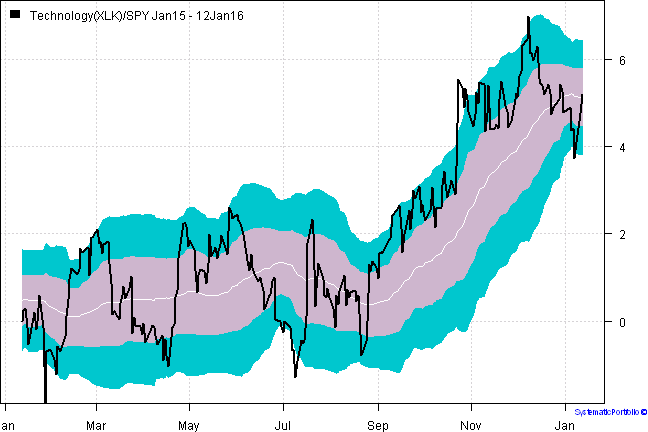 Technology(XLK)/SPY Jan15 - 12Jan16
6
4
2
0
an Mar May Jul Sep Nov Jan
SystematicPortfolio ©